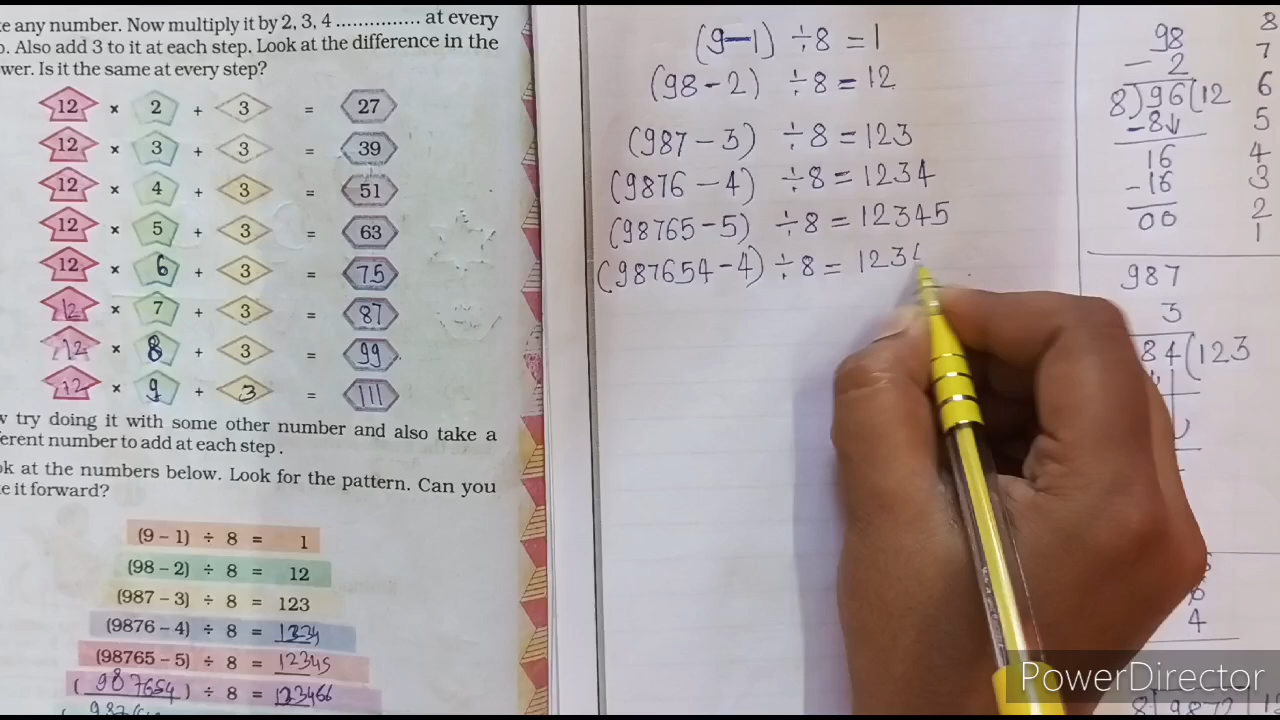 e any number. Now multiply it by 2, 3, 4 ............... at every
. Also add 3 to it at each step. Look at the difference in the
wer. Is it the same at every step?
12 × 2 + 3 = 27
12 × 3 + 3 = 39
12 × 4 + 3 = 51
12 × 5 + 3 = 63
12 × 6 + 3 = 75
12 × 7 + 3 = 87
12 × 8 + 3 = 99
12 × 9 + 3 = 111
w try doing it with some other number and also take a
erent number to add at each step.
ok at the numbers below. Look for the pattern. Can you
e it forward?
(9 – 1) ÷ 8 = 1
(98 – 2) ÷ 8 = 12
(987 – 3) ÷ 8 = 123
(9876 – 4) ÷ 8 = 1234
(98765 – 5) ÷ 8 = 12345
( 987654 ) ÷ 8 = 123466
(9-1) ÷8 = 1
(98-2) ÷8 = 12
(987-3) ÷8 = 123
(9876-4) ÷8 = 1234
(98765-5) ÷8 = 12345
(987654-4) ÷8 = 1234
98
- 2
8)96(12
-8↓
16
-16
00
987
3
84(123
4
8
7
6
5
4
3
2
1
8 9872
PowerDirector